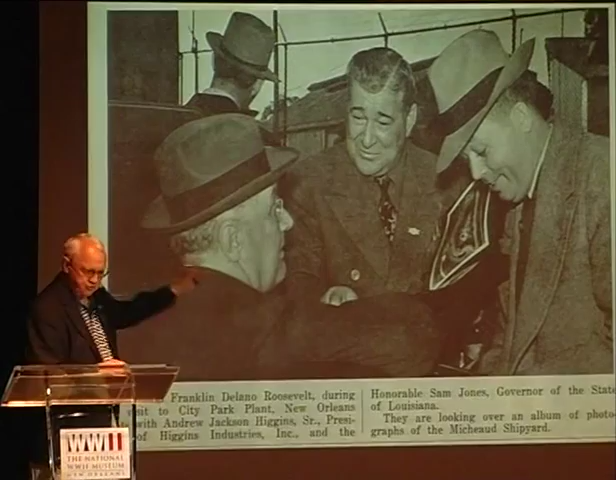 Franklin Delano Roosevelt, during
visit to City Park Plant, New Orleans
with Andrew Jackson Higgins, Sr., Presi-
of Higgins Industries, Inc., and the
Honorable Sam Jones, Governor of the State
of Louisiana.
They are looking over an album of photo-
graphs of the Micheaud Shipyard.
WWII
THE NATIONAL
WWII MUSEUM
NEW ORLEANS